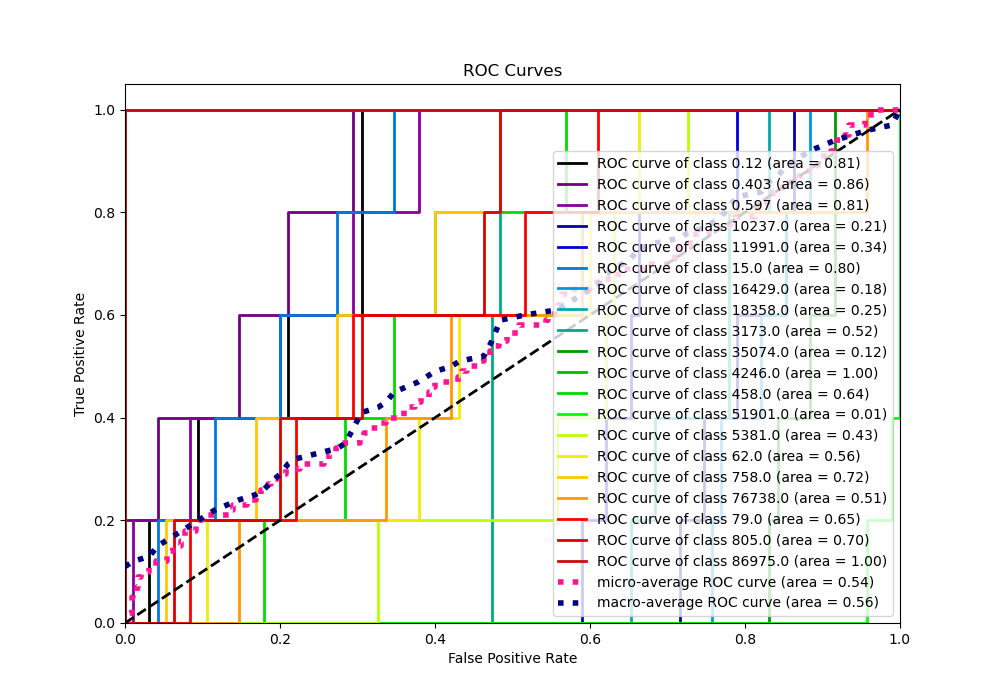 ROC Curves
True Positive Rate
1.0
0.8
0.6
0.4
0.2
0.0
ROC curve of class 0.12 (area = 0.81)
ROC curve of class 0.403 (area = 0.86)
ROC curve of class 0.597 (area = 0.81)
ROC curve of class 10237.0 (area = 0.21)
ROC curve of class 11991.0 (area = 0.34)
ROC curve of class 15.0 (area = 0.80)
ROC curve of class 16429.0 (area = 0.18)
ROC curve of class 18358.0 (area = 0.25)
ROC curve of class 3173.0 (area = 0.52)
ROC curve of class 35074.0 (area = 0.12)
ROC curve of class 4246.0 (area = 1.00)
ROC curve of class 458.0 (area = 0.64)
ROC curve of class 51901.0 (area = 0.01)
ROC curve of class 5381.0 (area = 0.43)
ROC curve of class 62.0 (area = 0.56)
ROC curve of class 758.0 (area = 0.72)
ROC curve of class 76738.0 (area = 0.51)
ROC curve of class 79.0 (area = 0.65)
ROC curve of class 805.0 (area = 0.70)
ROC curve of class 86975.0 (area = 1.00)
micro-average ROC curve (area = 0.54)
macro-average ROC curve (area = 0.56)
0.0 0.2 0.4 0.6 0.8 1.0
False Positive Rate